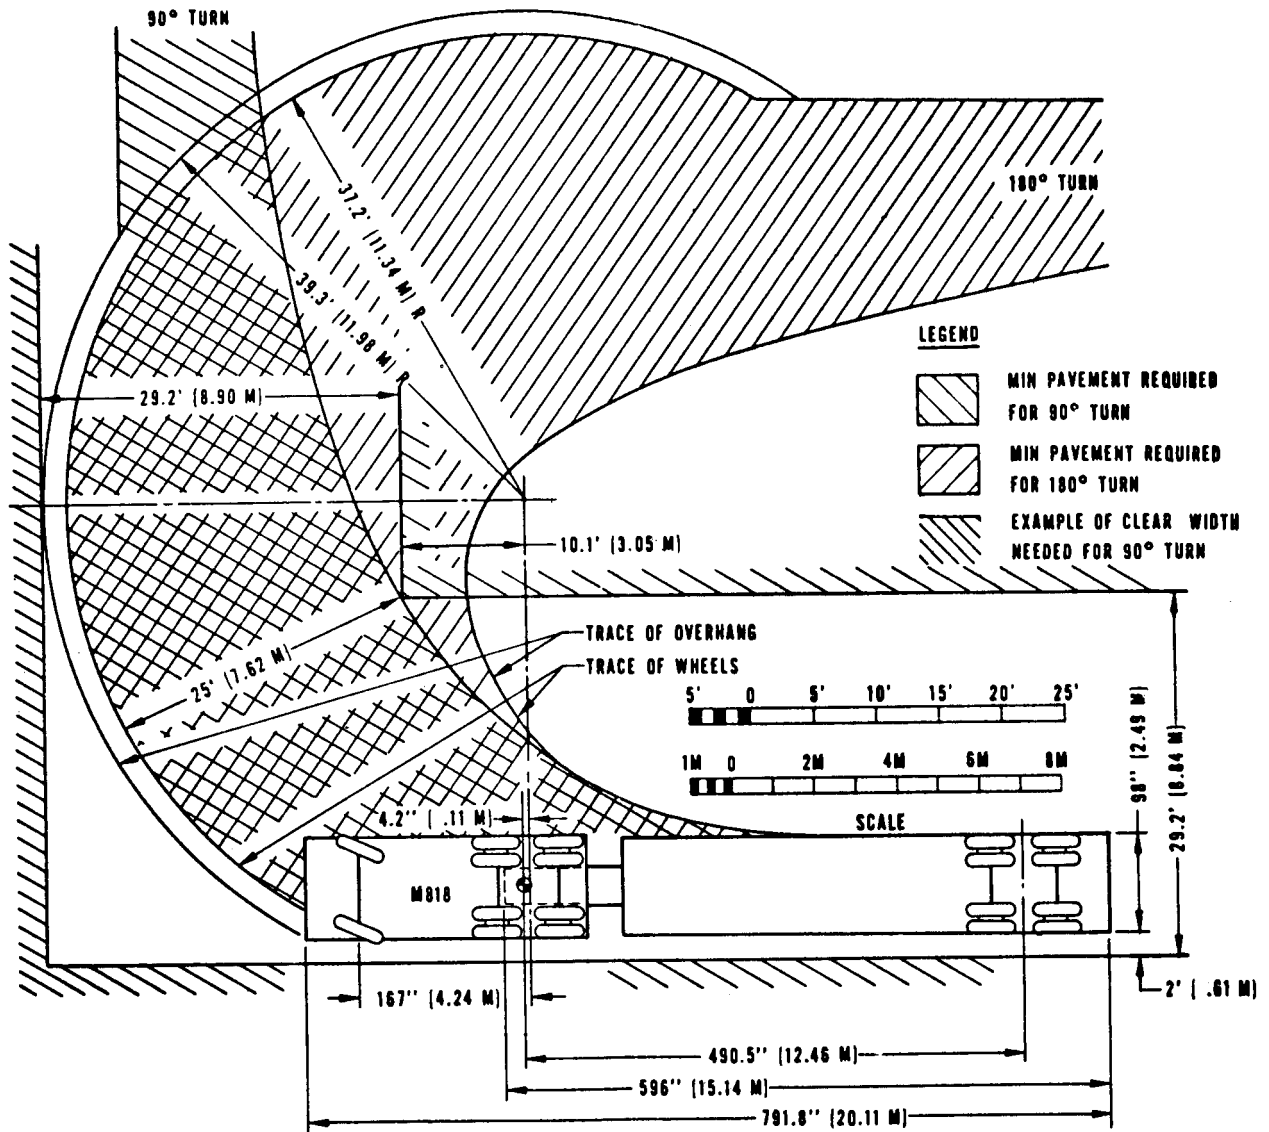 90° TURN
180° TURN
37.2' (11.34 M) R
39.3' (11.98 M) R
LEGEND
MIN PAVEMENT REQUIRED
FOR 90° TURN
MIN PAVEMENT REQUIRED
FOR 180° TURN
EXAMPLE OF CLEAR WIDTH
NEEDED FOR 90° TURN
29.2' (8.90 M)
10.1' (3.05 M)
TRACE OF OVERHANG
TRACE OF WHEELS
25' (7.62 M)
5' 0 5' 10' 15' 20' 25'
1M 0 2M 4M 6M 8M
SCALE
98" (2.49 M)
29.2' (8.84 M)
4.2" ( .11 M)
M818
2' ( .61 M)
167" (4.24 M)
490.5" (12.46 M)
596" (15.14 M)
791.8" (20.11 M)